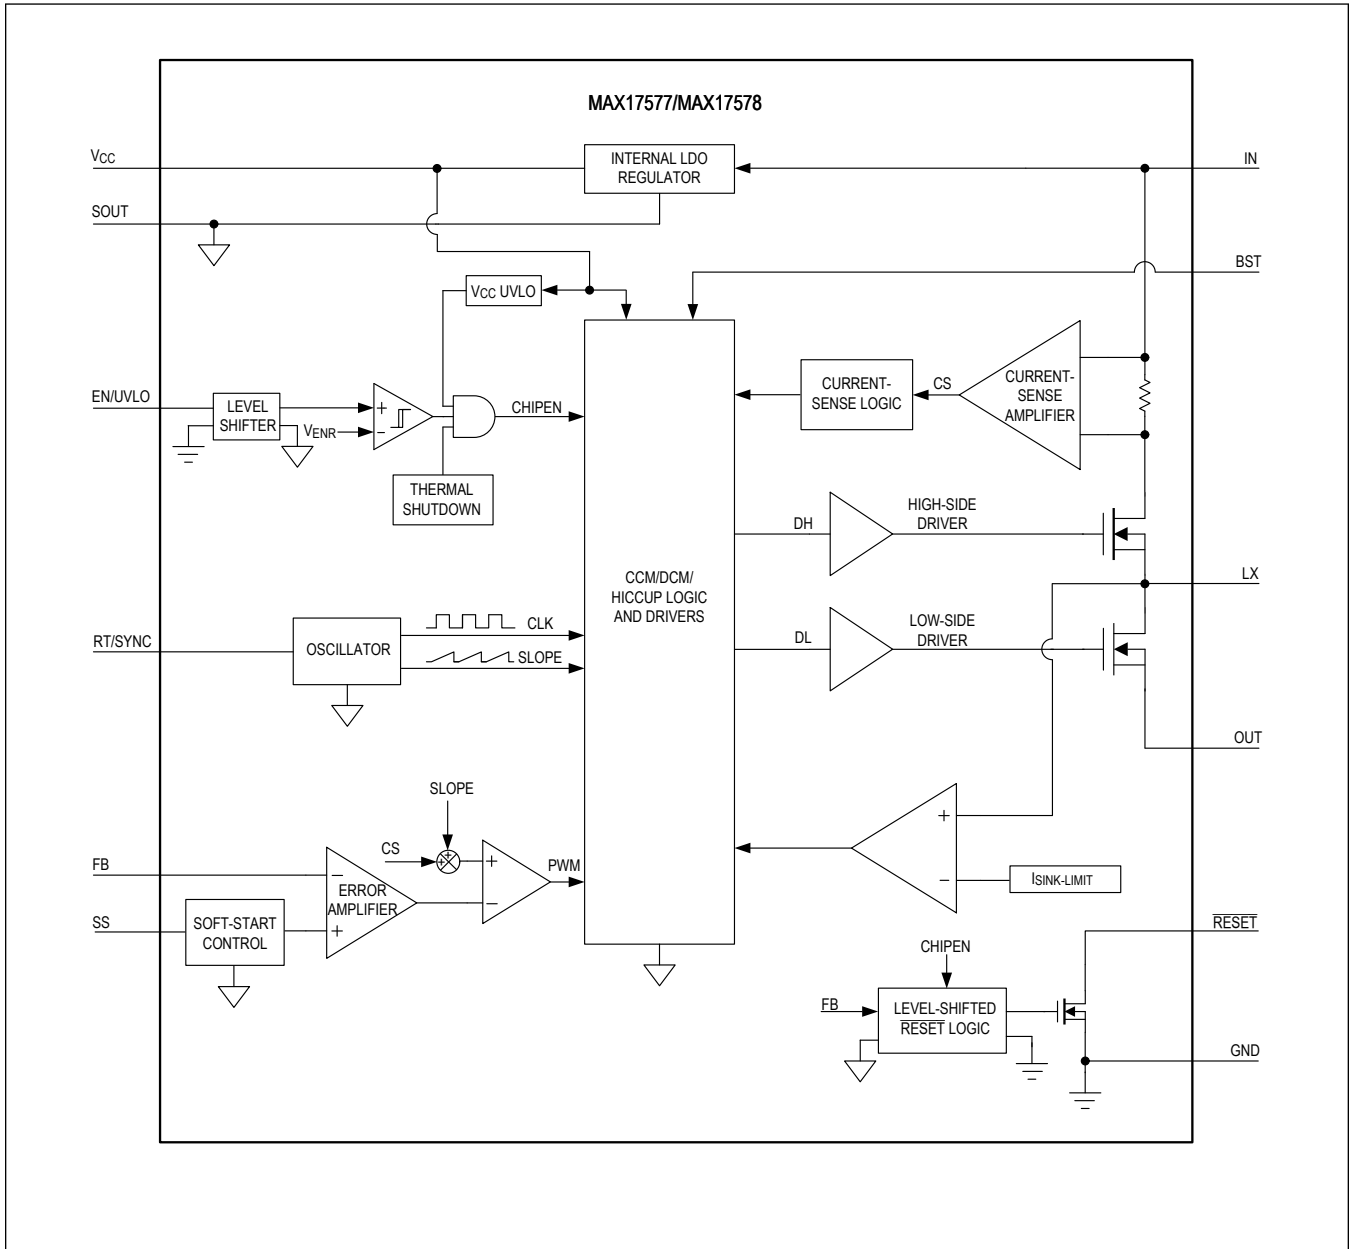 MAX17577/MAX17578
VCC
INTERNAL LDO
REGULATOR
IN
SOUT
BST
VCC UVLO
EN/UVLO
LEVEL
SHIFTER
VENR
+
−
CHIPEN
THERMAL
SHUTDOWN
CURRENT-
SENSE LOGIC
CS
CURRENT-
SENSE
AMPLIFIER
DH
HIGH-SIDE
DRIVER
LX
CCM/DCM/
HICCUP LOGIC
AND DRIVERS
DL
LOW-SIDE
DRIVER
RT/SYNC
OSCILLATOR
CLK
SLOPE
OUT
SLOPE
CS
+
+
+
−
PWM
FB
−
ERROR
AMPLIFIER
+
SS
SOFT-START
CONTROL
+
−
ISINK-LIMIT
RESET
CHIPEN
FB
LEVEL-SHIFTED
RESET LOGIC
GND